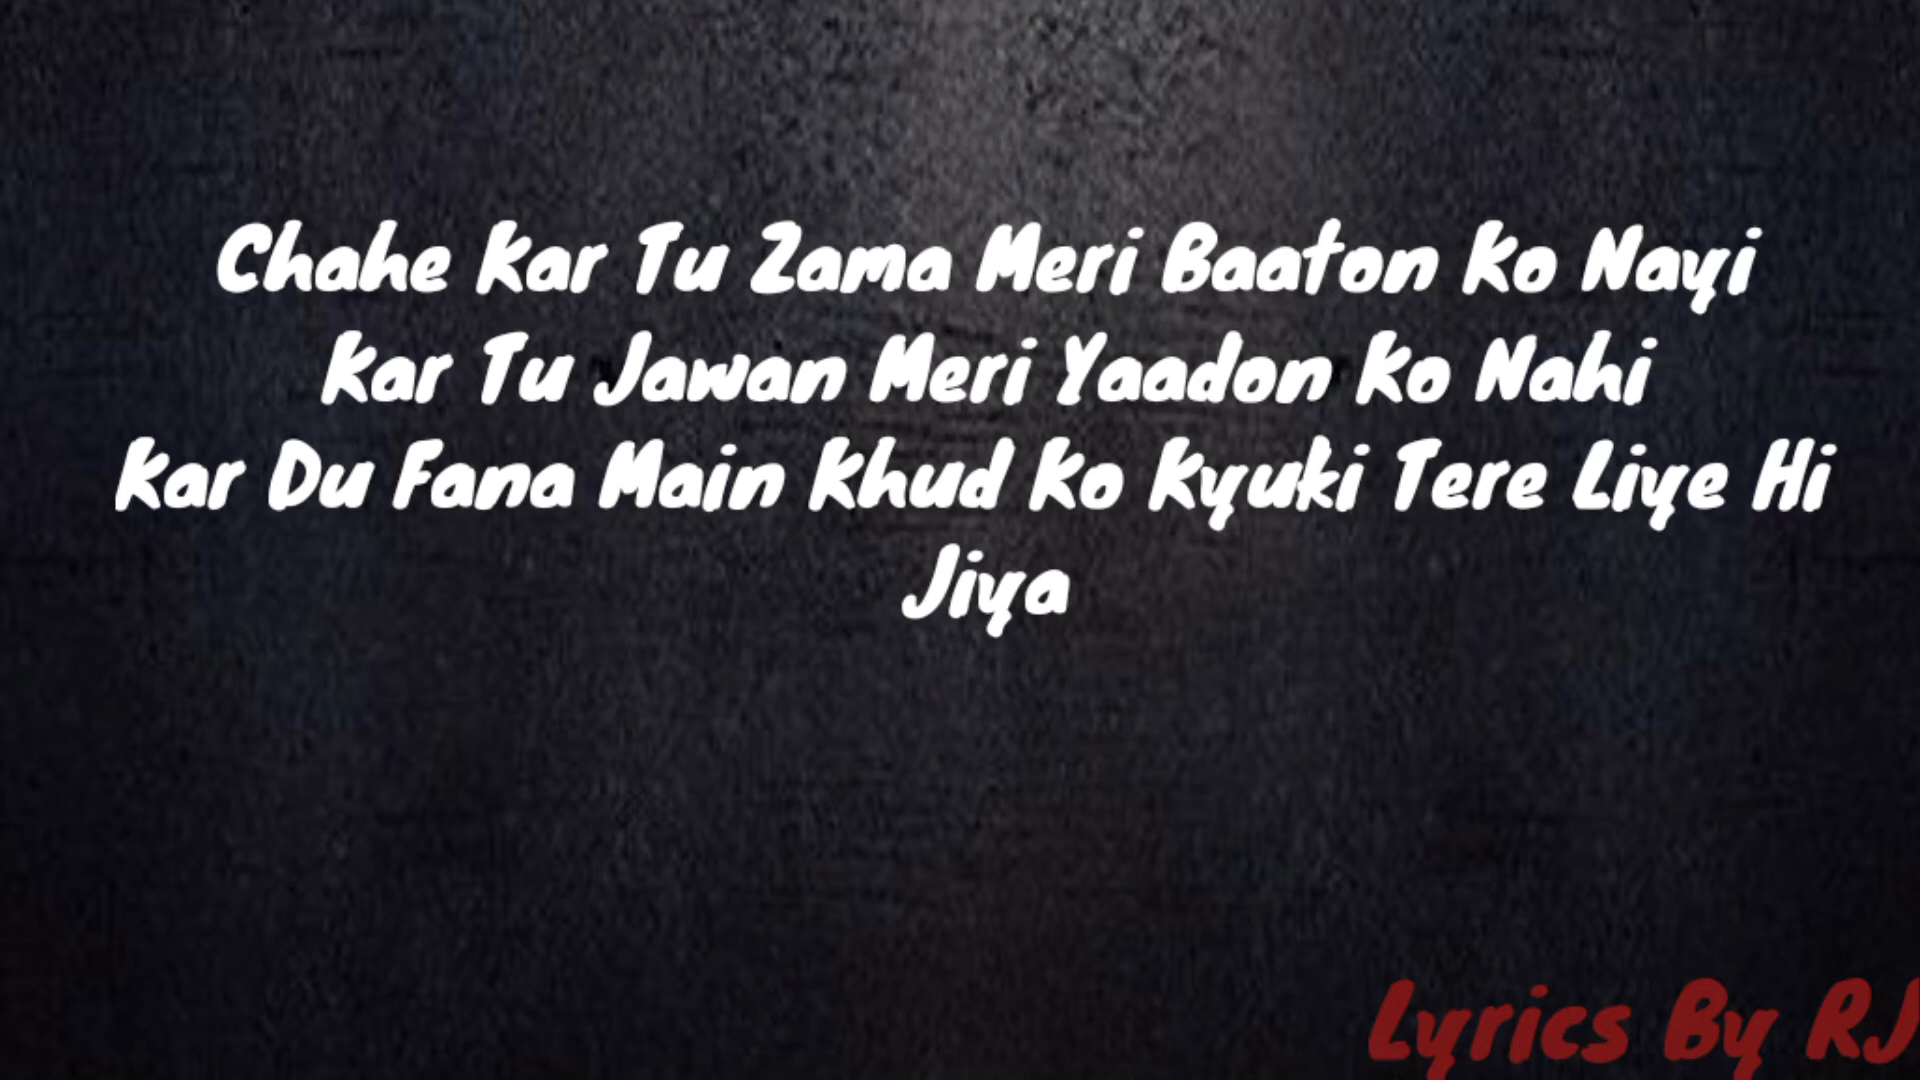 Chahe Kar Tu Zama Meri Baaton Ko Nayi
Kar Tu Jawan Meri Yaadon Ko Nahi
Kar Du Fana Main Khud Ko Kyuki Tere Liye Hi
Jiya
Lyrics By RJ